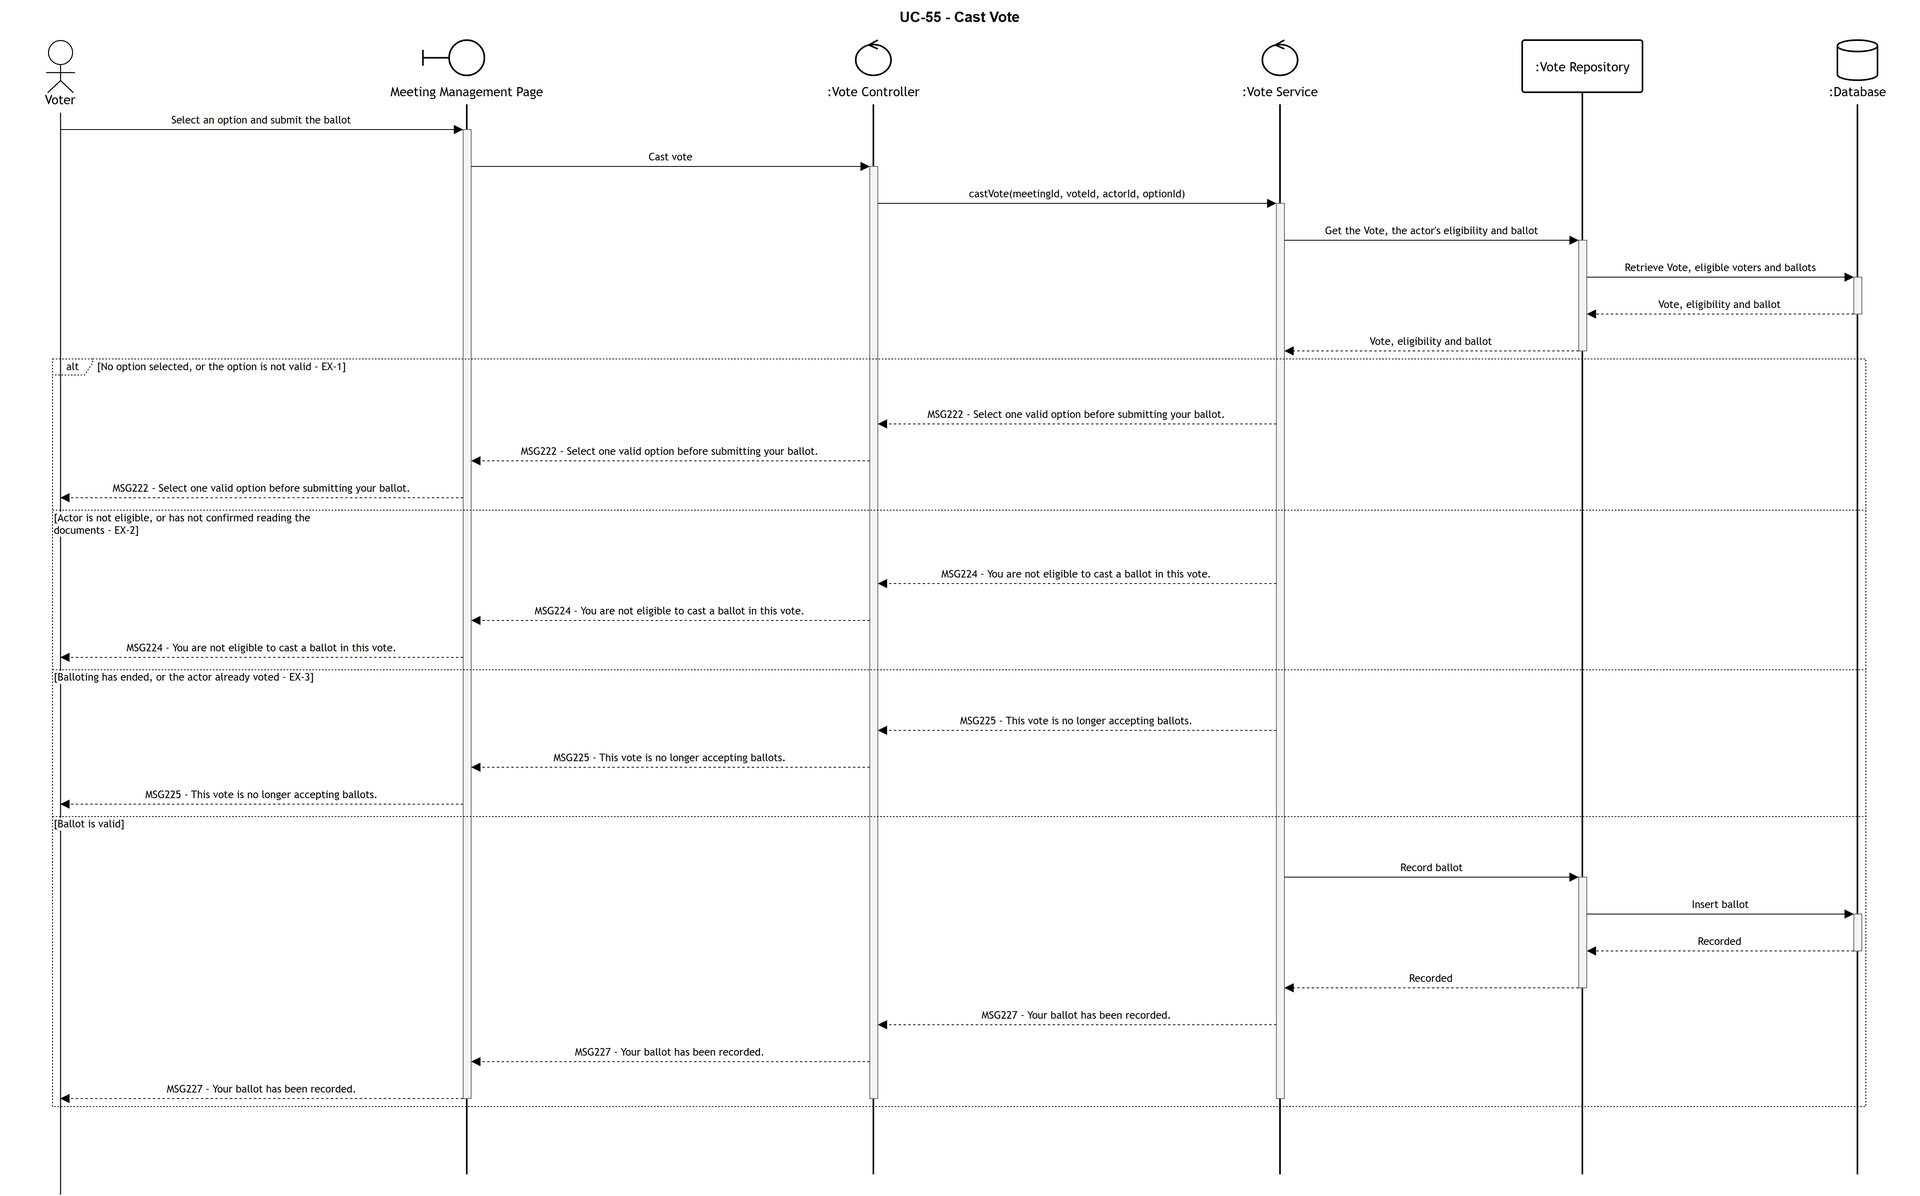 UC-55 - Cast Vote
Voter
Meeting Management Page
:Vote Controller
:Vote Service
:Vote Repository
:Database
Select an option and submit the ballot
Cast vote
castVote(meetingId, voteId, actorId, optionId)
Get the Vote, the actor's eligibility and ballot
Retrieve Vote, eligible voters and ballots
Vote, eligibility and ballot
Vote, eligibility and ballot
alt
[No option selected, or the option is not valid - EX-1]
MSG222 - Select one valid option before submitting your ballot.
MSG222 - Select one valid option before submitting your ballot.
MSG222 - Select one valid option before submitting your ballot.
[Actor is not eligible, or has not confirmed reading the
documents - EX-2]
MSG224 - You are not eligible to cast a ballot in this vote.
MSG224 - You are not eligible to cast a ballot in this vote.
MSG224 - You are not eligible to cast a ballot in this vote.
[Balloting has ended, or the actor already voted - EX-3]
MSG225 - This vote is no longer accepting ballots.
MSG225 - This vote is no longer accepting ballots.
MSG225 - This vote is no longer accepting ballots.
[Ballot is valid]
Record ballot
Insert ballot
Recorded
Recorded
MSG227 - Your ballot has been recorded.
MSG227 - Your ballot has been recorded.
MSG227 - Your ballot has been recorded.